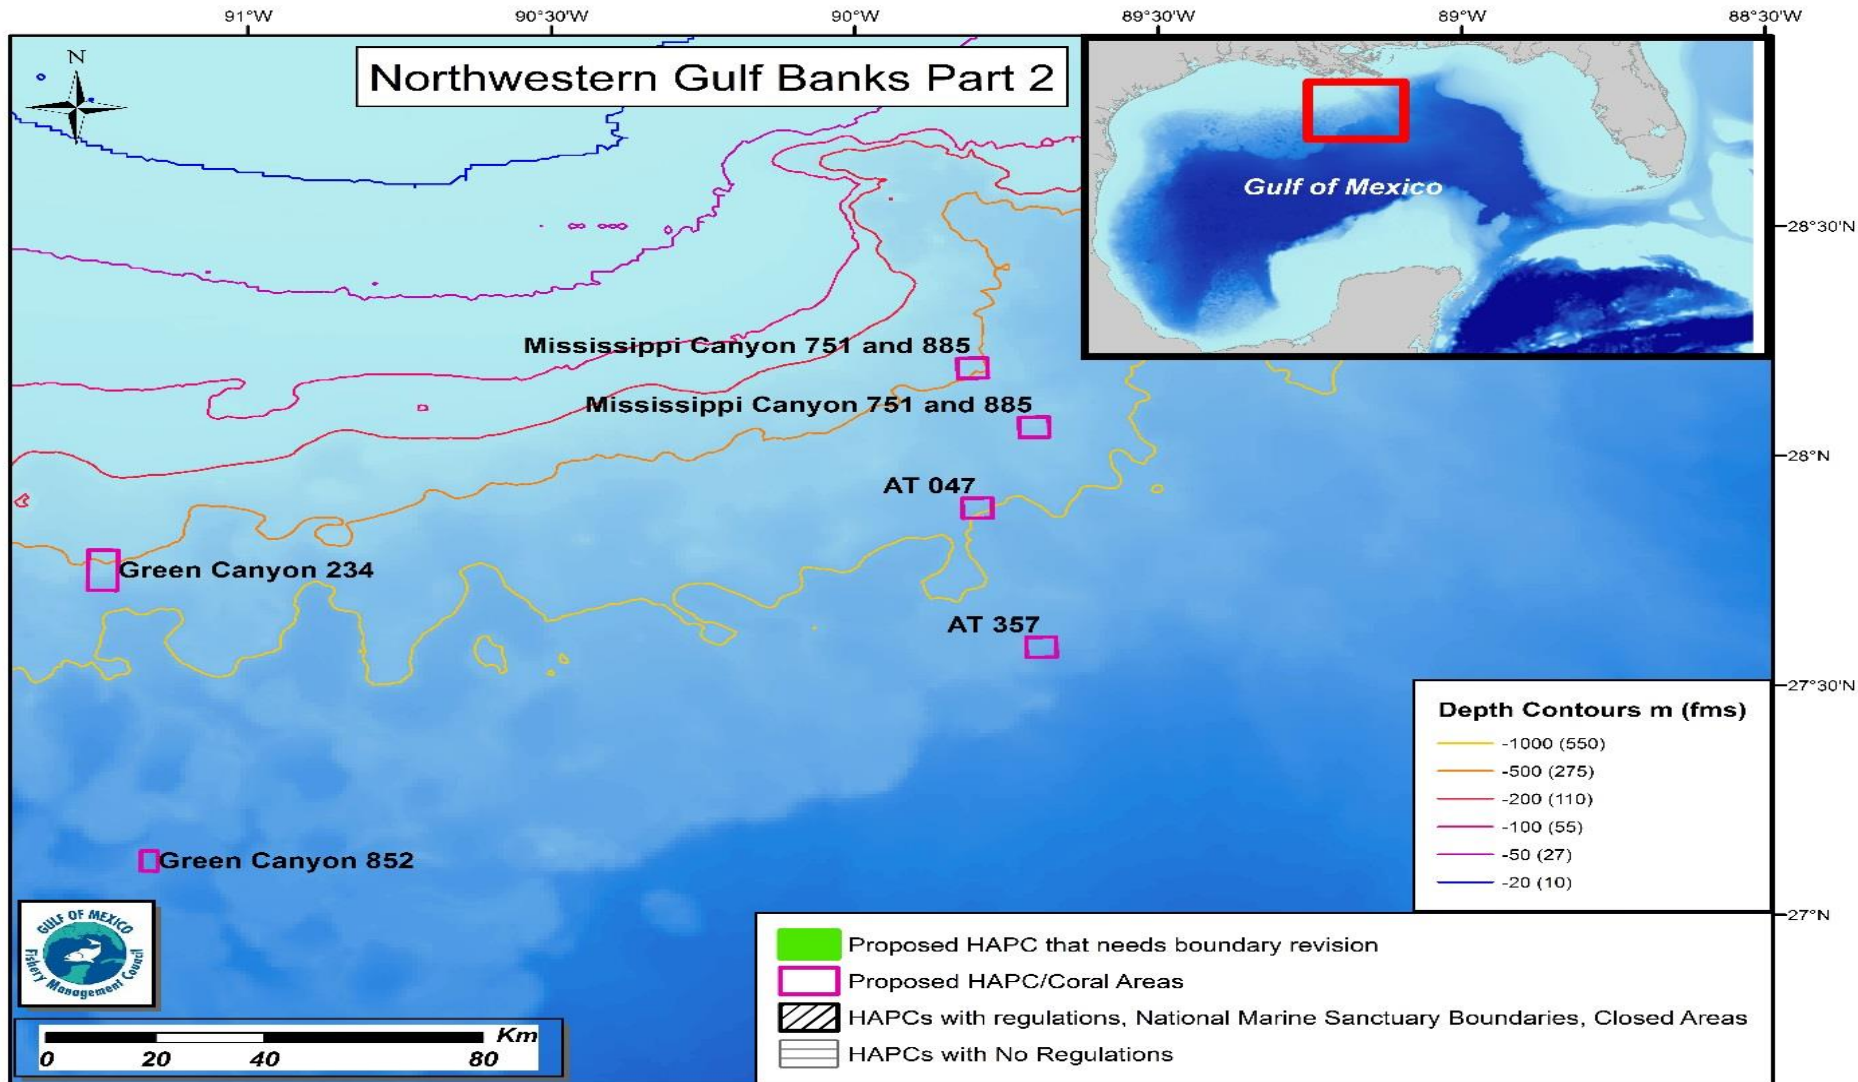 91°W 90°30'W 90°W 89°30'W 89°W 88°30'W
N
Northwestern Gulf Banks Part 2
Gulf of Mexico
28°30'N
Mississippi Canyon 751 and 885
Mississippi Canyon 751 and 885
28°N
AT 047
Green Canyon 234
AT 357
27°30'N
Depth Contours m (fms)
-1000 (550)
-500 (275)
-200 (110)
-100 (55)
-50 (27)
-20 (10)
Green Canyon 852
27°N
GULF OF MEXICO
Fishery Management Council
Proposed HAPC that needs boundary revision
Proposed HAPC/Coral Areas
HAPCs with regulations, National Marine Sanctuary Boundaries, Closed Areas
HAPCs with No Regulations
Km
0 20 40 80